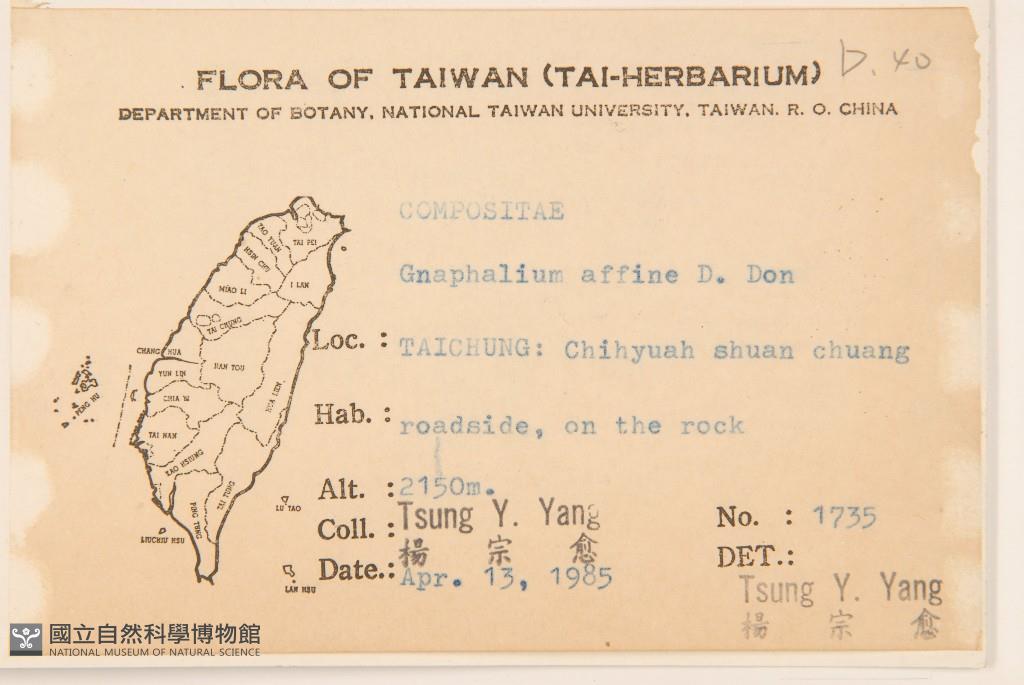 D. 40
FLORA OF TAIWAN (TAI-HERBARIUM)
DEPARTMENT OF BOTANY, NATIONAL TAIWAN UNIVERSITY, TAIWAN. R. O. CHINA
COMPOSITAE
Gnaphalium affine D. Don
Loc. : TAICHUNG: Chihyuah shuan chuang
Hab. : roadside, on the rock
Alt. : 2150m.
Coll. : Tsung Y. Yang
楊 宗 愈
No. : 1735
Date. : Apr. 13, 1985
DET.:
Tsung Y. Yang
楊 宗 愈
TAO YUAN
TAI PEI
HSIN CHU
I LAN
MIAO LI
TAI CHUNG
CHANG HUA
NAN TOU
YUN LIN
HUA LIEN
CHIA YI
PENG HU
TAI NAN
KAO HSIUNG
TAI TUNG
PING TUNG
LU TAO
LIUCHIU HSU
LAN HSU
國立自然科學博物館
NATIONAL MUSEUM OF NATURAL SCIENCE